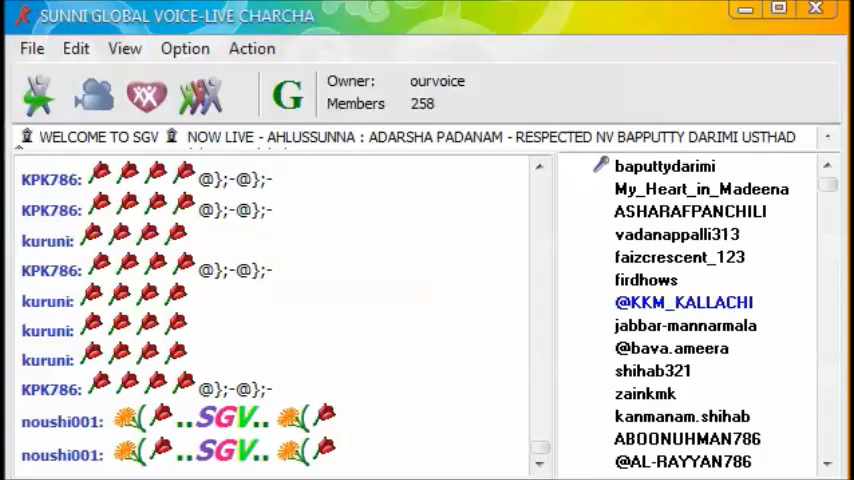 SUNNI GLOBAL VOICE-LIVE CHARCHA
File Edit View Option Action
G
Owner: ourvoice
Members 258
WELCOME TO SGV NOW LIVE - AHLUSSUNNA : ADARSHA PADANAM - RESPECTED NV BAPPUTTY DARIMI USTHAD
KPK786: @};-@};-
KPK786: @};-@};-
kuruni:
KPK786: @};-@};-
kuruni:
kuruni:
kuruni:
KPK786: @};-@};-
noushi001: (..SGV.. (
noushi001: (..SGV.. (
baputtydarimi
My_Heart_in_Madeena
ASHARAFPANCHILI
vadanappalli313
faizcrescent_123
firdhows
@KKM_KALLACHI
jabbar-mannarmala
@bava.ameera
shihab321
zainkmk
kanmanam.shihab
ABOONUHMAN786
@AL-RAYYAN786